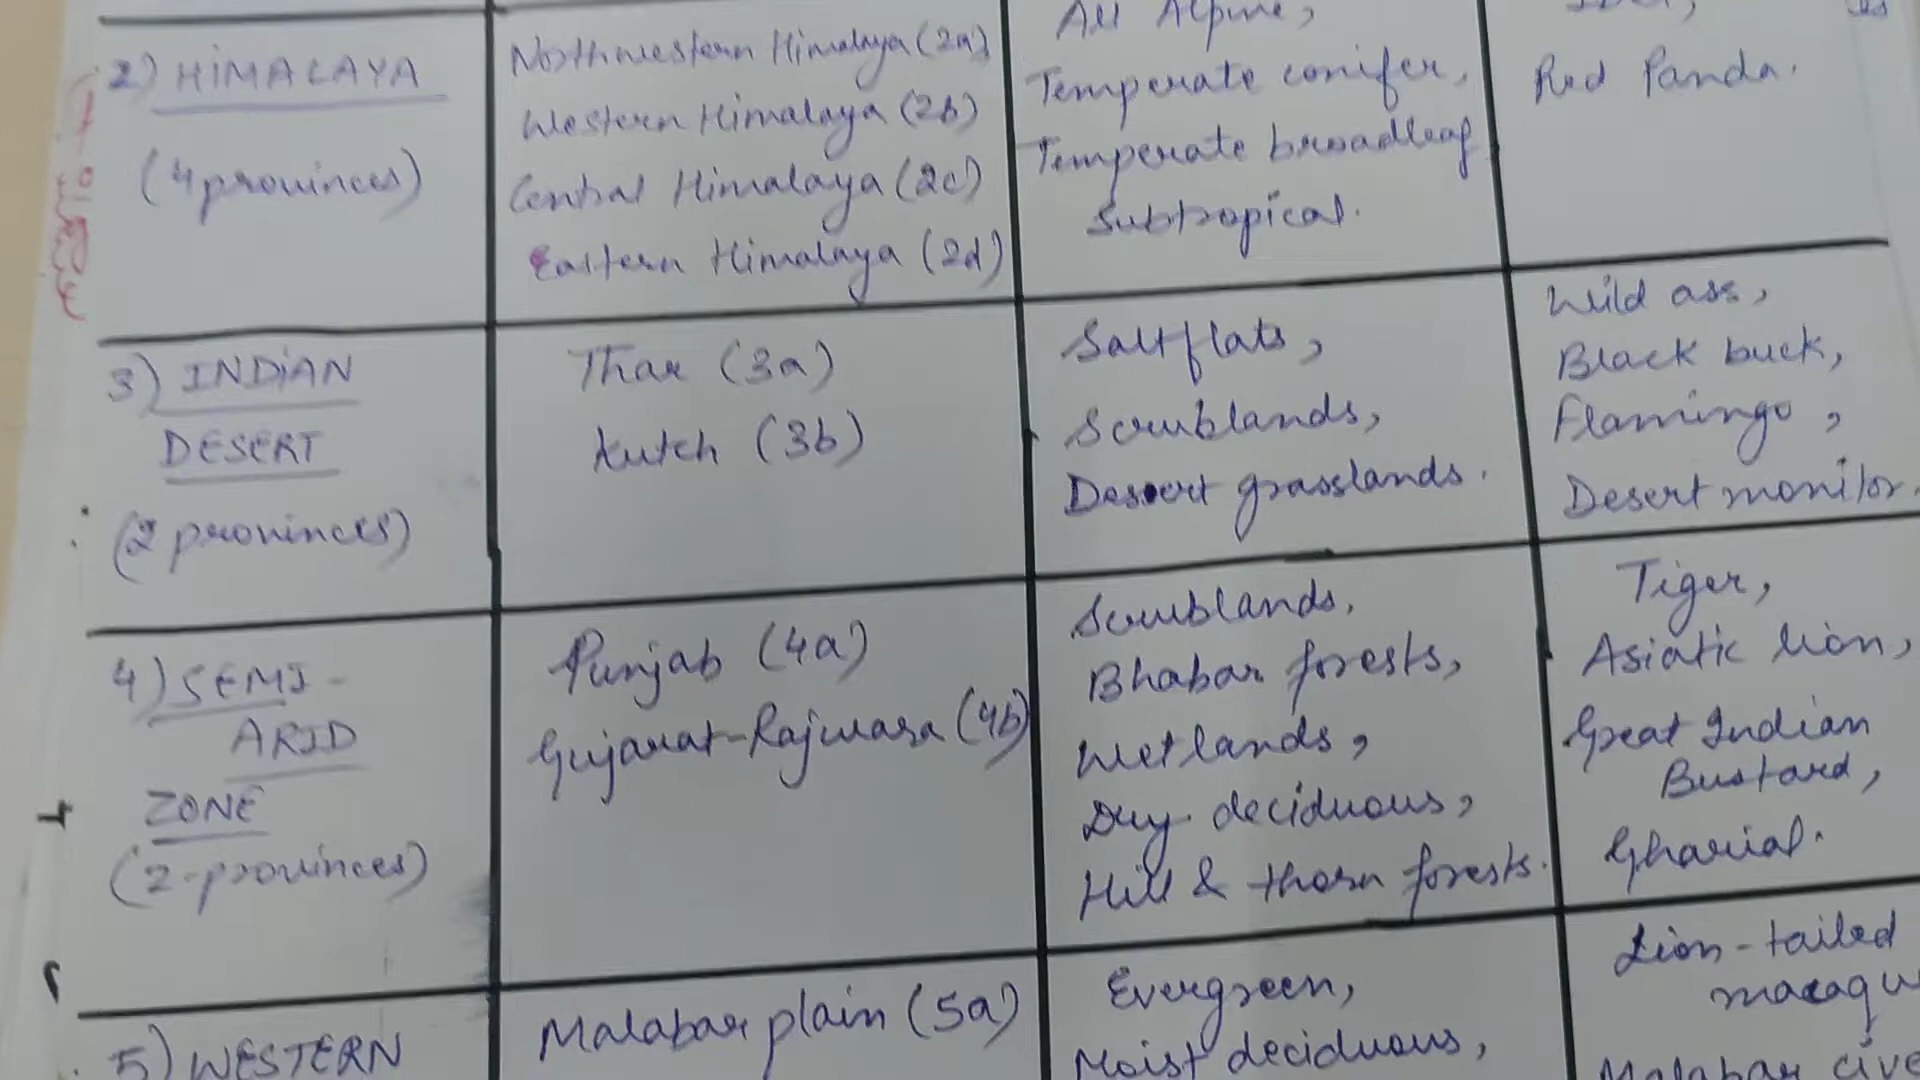 2) HIMALAYA
(4 provinces)
Northwestern Himalaya (2a)
Western Himalaya (2b)
Central Himalaya (2c)
Eastern Himalaya (2d)
All Alpine,
Temperate conifer,
Temperate broadleaf
Subtropical.
Red Panda.
3) INDIAN
DESERT
(2 provinces)
Thar (3a)
Kutch (3b)
Saltflats,
Scrublands,
Desert grasslands.
Wild ass,
Black buck,
Flamingo,
Desert monitor.
4) SEMI-
ARID
ZONE
(2-provinces)
Punjab (4a)
Gujarat-Rajwara (4b)
Scrublands,
Bhabar forests,
Wetlands,
Dry deciduous,
Hill & thorn forests.
Tiger,
Asiatic lion,
Great Indian
Bustard,
Gharial.
5) WESTERN
Malabar plain (5a)
Evergreen,
Moist deciduous,
Lion-tailed
macaqu
Malabar cive